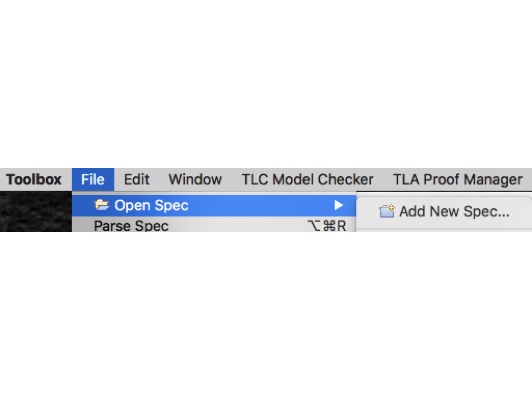 Toolbox File Edit Window TLC Model Checker TLA Proof Manager
Open Spec ▶ Add New Spec...
Parse Spec ⌥⌘R